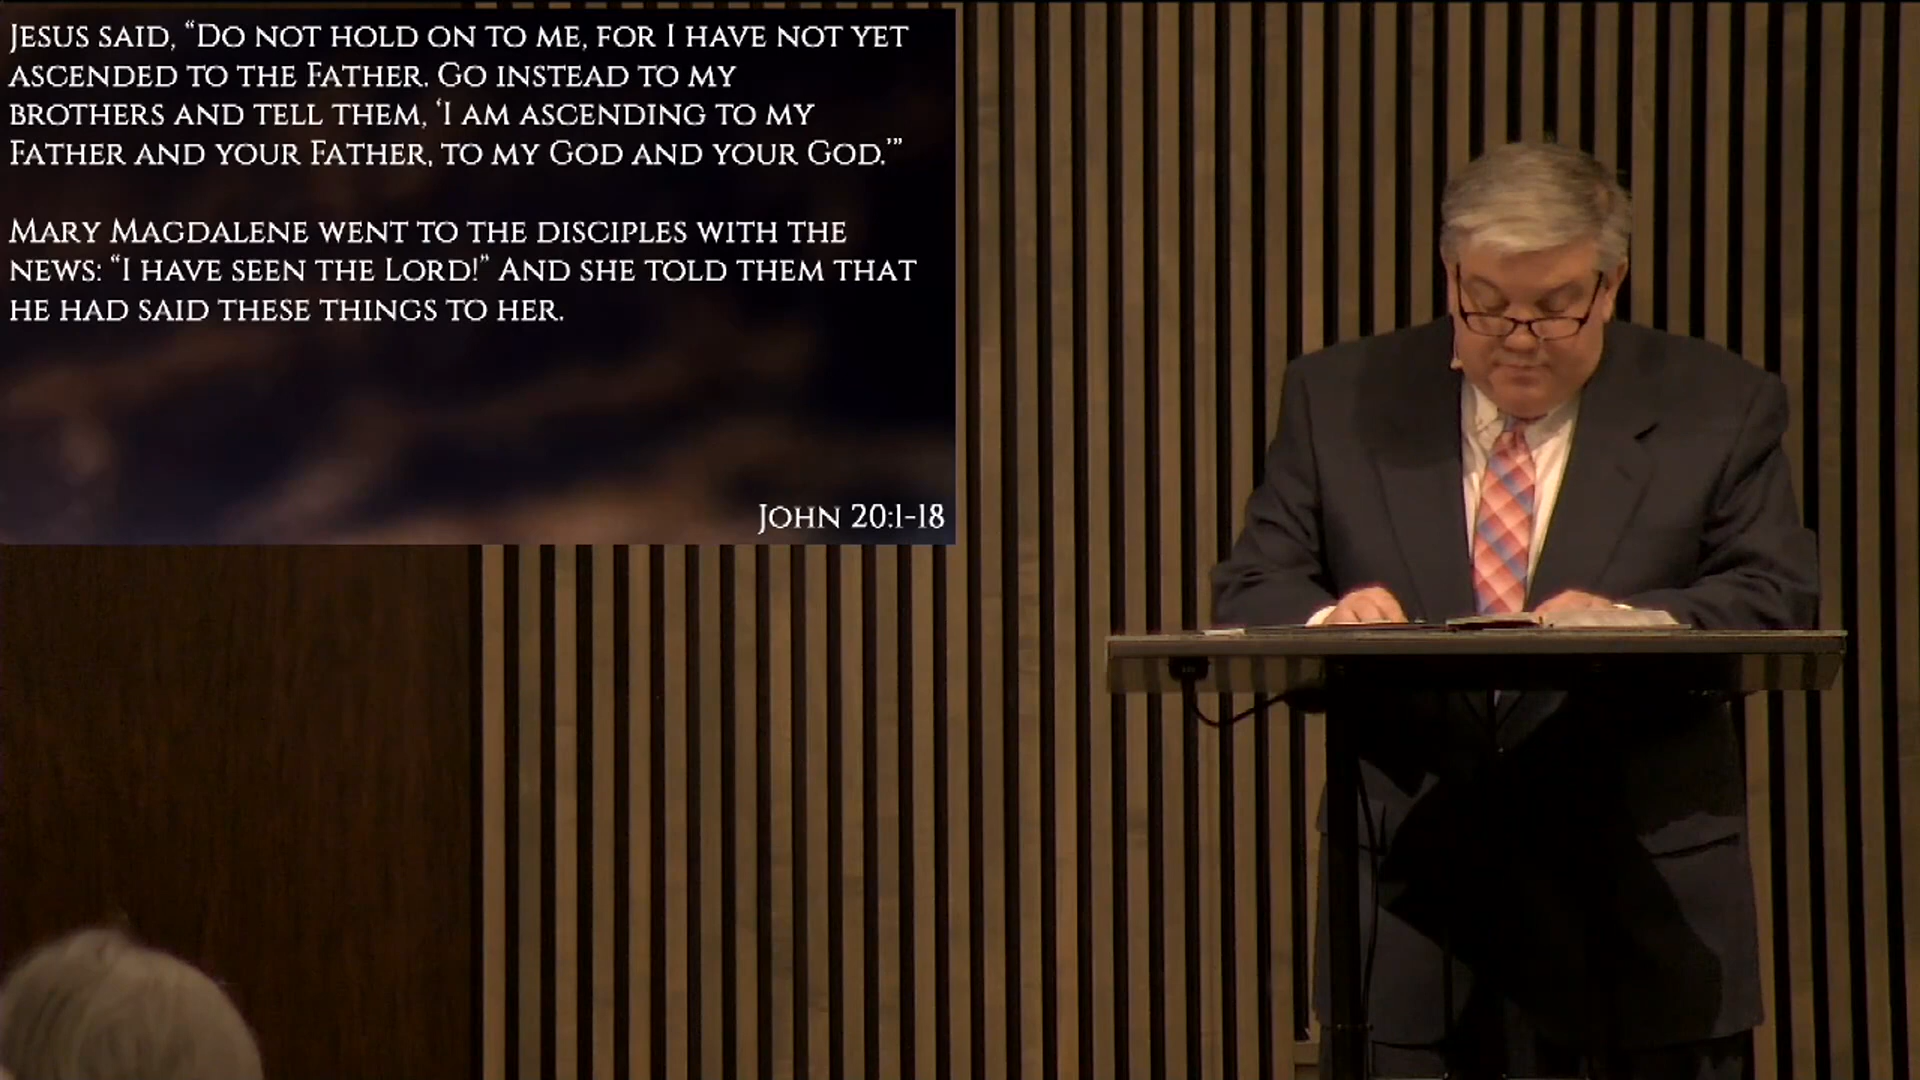 Jesus said, “Do not hold on to me, for I have not yet
ascended to the Father. Go instead to my
brothers and tell them, ‘I am ascending to my
Father and your Father, to my God and your God.’”
Mary Magdalene went to the disciples with the
news: “I have seen the Lord!” And she told them that
he had said these things to her.
John 20:1-18